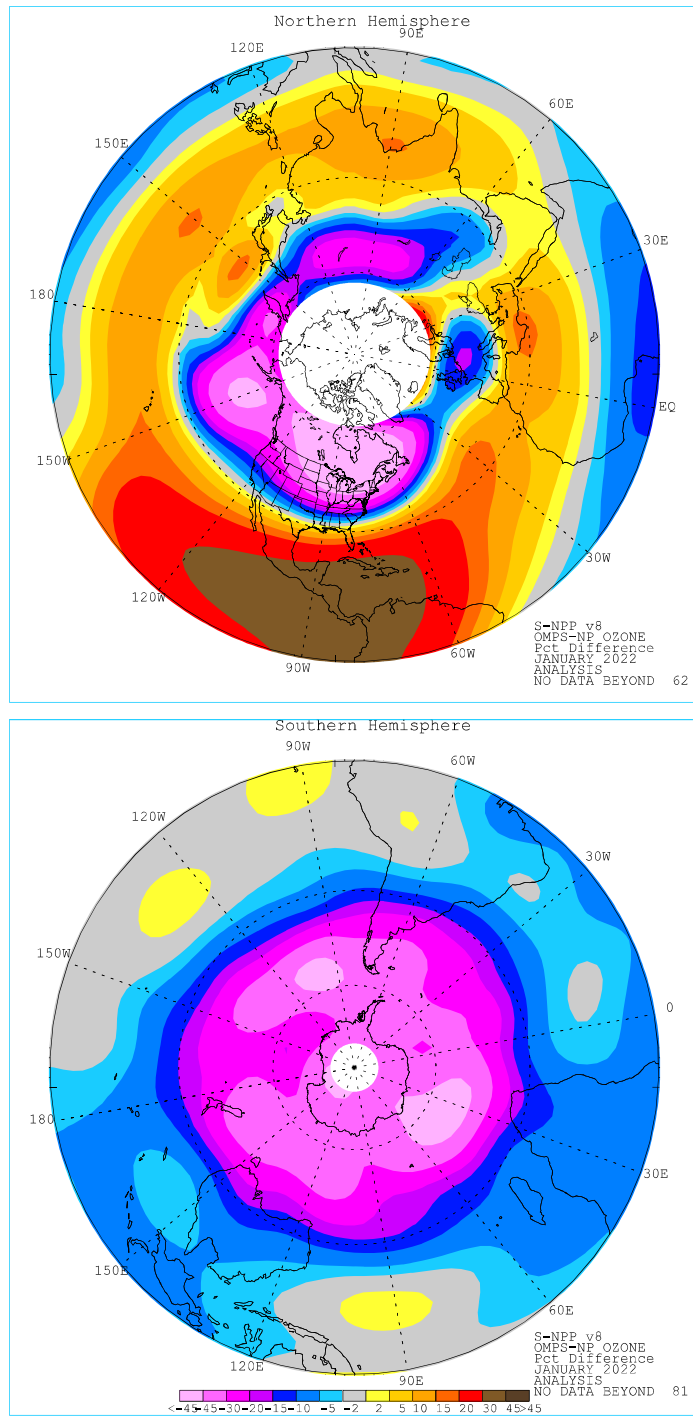 Northern Hemisphere
90E
120E
60E
150E
30E
180
EQ
150W
30W
120W
60W
90W
S-NPP v8
OMPS-NP OZONE
Pct Difference
JANUARY 2022
ANALYSIS
NO DATA BEYOND 62
Southern Hemisphere
90W
60W
120W
30W
150W
0
180
30E
150E
60E
120E
90E
S-NPP v8
OMPS-NP OZONE
Pct Difference
JANUARY 2022
ANALYSIS
NO DATA BEYOND 81
<-45 -45 -30 -20 -15 -10 -5 -2 2 5 10 15 20 30 45 >45